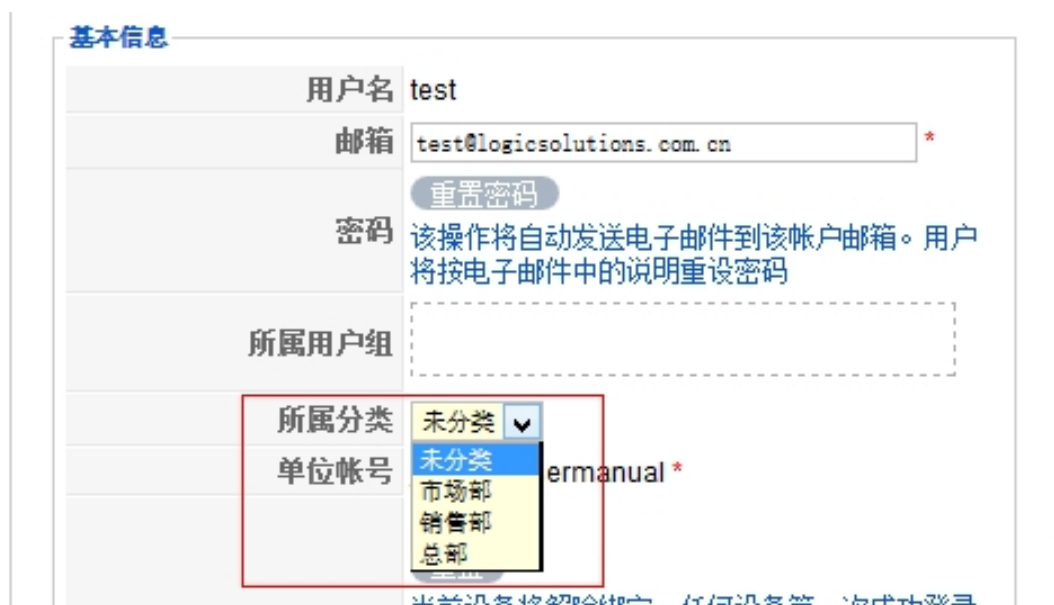 基本信息
用户名 test
邮箱 test@logicsolutions.com.cn *
重置密码
密码 该操作将自动发送电子邮件到该帐户邮箱。用户
将按电子邮件中的说明重设密码
所属用户组
所属分类 未分类
未分类
单位帐号 ermanual *
市场部
销售部
总部